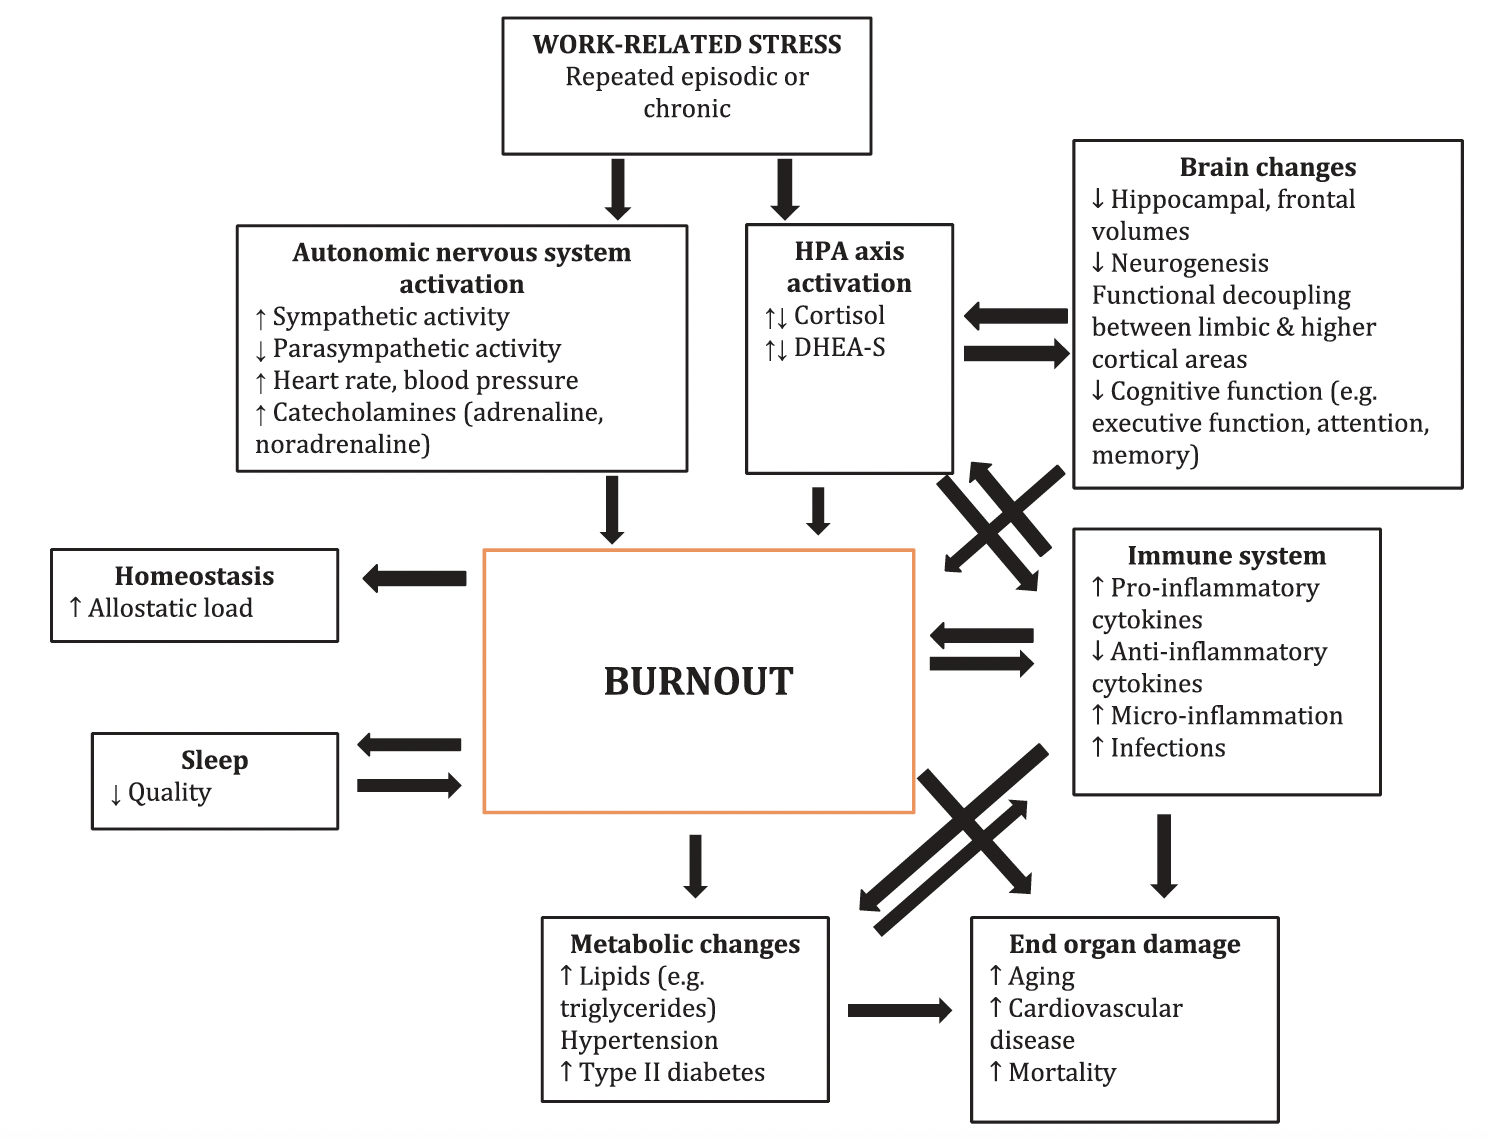 WORK-RELATED STRESS
Repeated episodic or
chronic
Autonomic nervous system
activation
↑ Sympathetic activity
↓ Parasympathetic activity
↑ Heart rate, blood pressure
↑ Catecholamines (adrenaline,
noradrenaline)
HPA axis
activation
↑↓ Cortisol
↑↓ DHEA-S
Brain changes
↓ Hippocampal, frontal
volumes
↓ Neurogenesis
Functional decoupling
between limbic & higher
cortical areas
↓ Cognitive function (e.g.
executive function, attention,
memory)
Homeostasis
↑ Allostatic load
BURNOUT
Immune system
↑ Pro-inflammatory
cytokines
↓ Anti-inflammatory
cytokines
↑ Micro-inflammation
↑ Infections
Sleep
↓ Quality
Metabolic changes
↑ Lipids (e.g.
triglycerides)
Hypertension
↑ Type II diabetes
End organ damage
↑ Aging
↑ Cardiovascular
disease
↑ Mortality